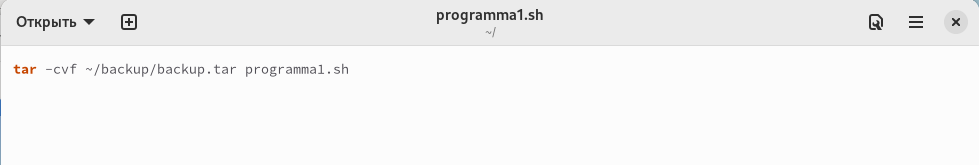 Открыть
programma1.sh
~/
tar -cvf ~/backup/backup.tar programma1.sh